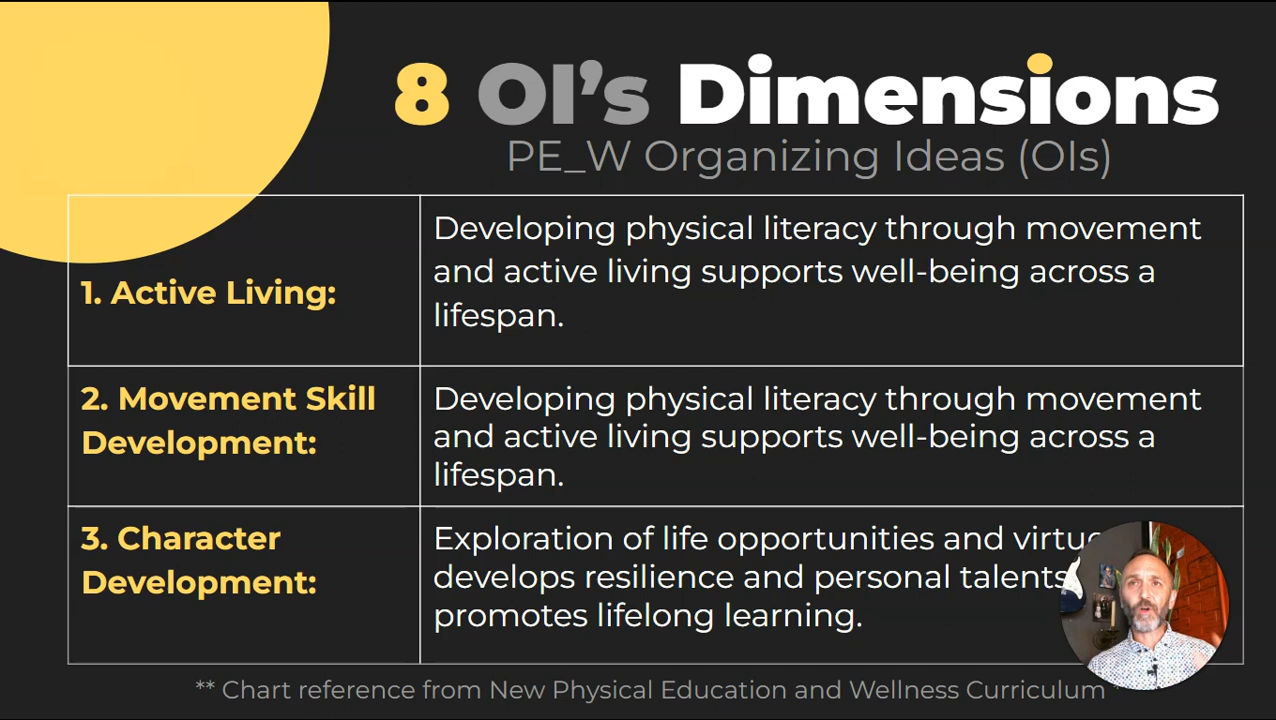 8 OI's Dimensions
PE_W Organizing Ideas (OIs)
1. Active Living:
Developing physical literacy through movement
and active living supports well-being across a
lifespan.
2. Movement Skill
Development:
Developing physical literacy through movement
and active living supports well-being across a
lifespan.
3. Character
Development:
Exploration of life opportunities and
develops resilience and personal talents
promotes lifelong learning.
** Chart reference from New Physical Education and Wellness Curriculum